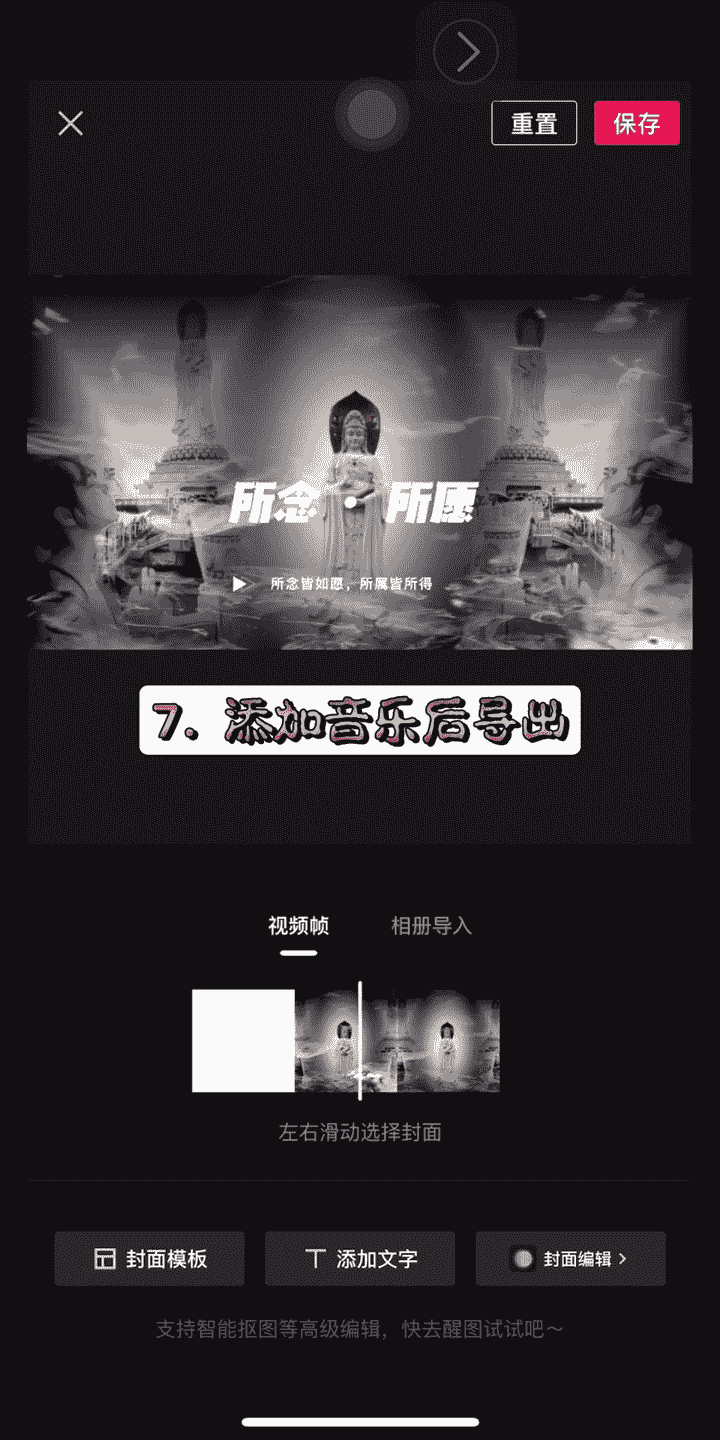 重置
保存
所念·所愿
所念皆如愿，所属皆所得
7. 添加音乐后导出
视频帧
相册导入
左右滑动选择封面
封面模板
添加文字
封面编辑
支持智能抠图等高级编辑，快去醒图试试吧～